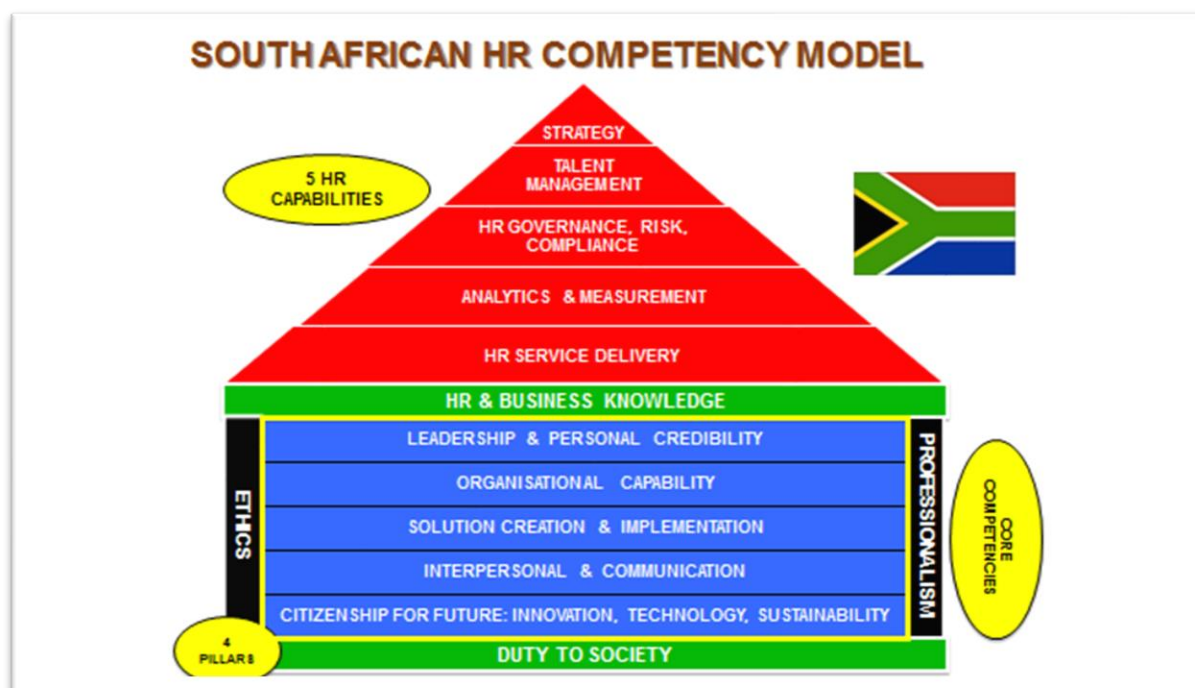 SOUTH AFRICAN HR COMPETENCY MODEL
5 HR
CAPABILITIES
STRATEGY
TALENT
MANAGEMENT
HR GOVERNANCE, RISK,
COMPLIANCE
ANALYTICS & MEASUREMENT
HR SERVICE DELIVERY
HR & BUSINESS KNOWLEDGE
ETHICS
LEADERSHIP & PERSONAL CREDIBILITY
ORGANISATIONAL CAPABILITY
SOLUTION CREATION & IMPLEMENTATION
INTERPERSONAL & COMMUNICATION
CITIZENSHIP FOR FUTURE: INNOVATION, TECHNOLOGY, SUSTAINABILITY
PROFESSIONALISM
CORE
COMPETENCIES
4
PILLARS
DUTY TO SOCIETY